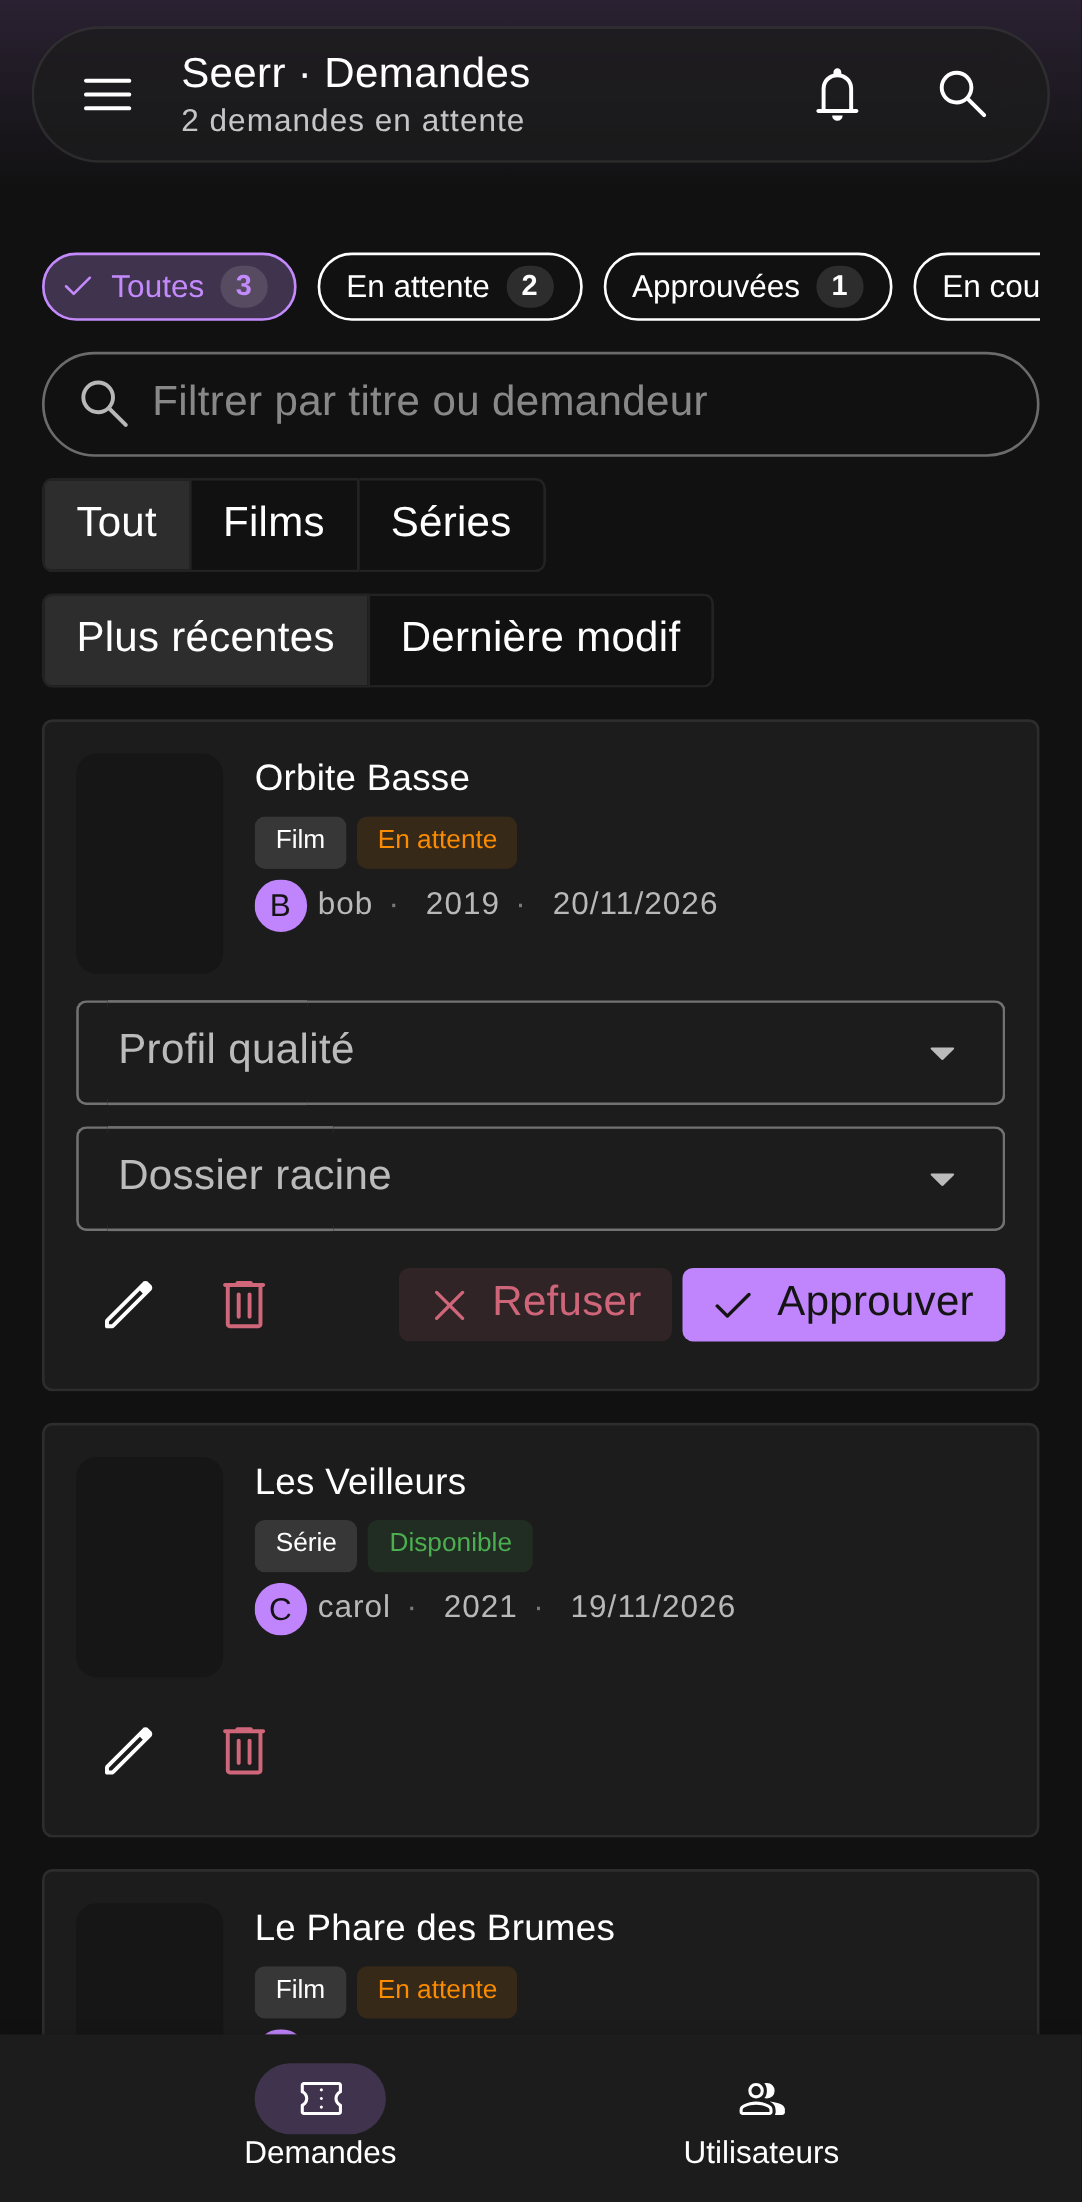 Seerr · Demandes
2 demandes en attente
Toutes 3 En attente 2 Approuvées 1 En cou
Filtrer par titre ou demandeur
Tout Films Séries
Plus récentes Dernière modif
Orbite Basse
Film En attente
B bob · 2019 · 20/11/2026
Profil qualité
Dossier racine
Refuser Approuver
Les Veilleurs
Série Disponible
C carol · 2021 · 19/11/2026
Le Phare des Brumes
Film En attente
Demandes Utilisateurs